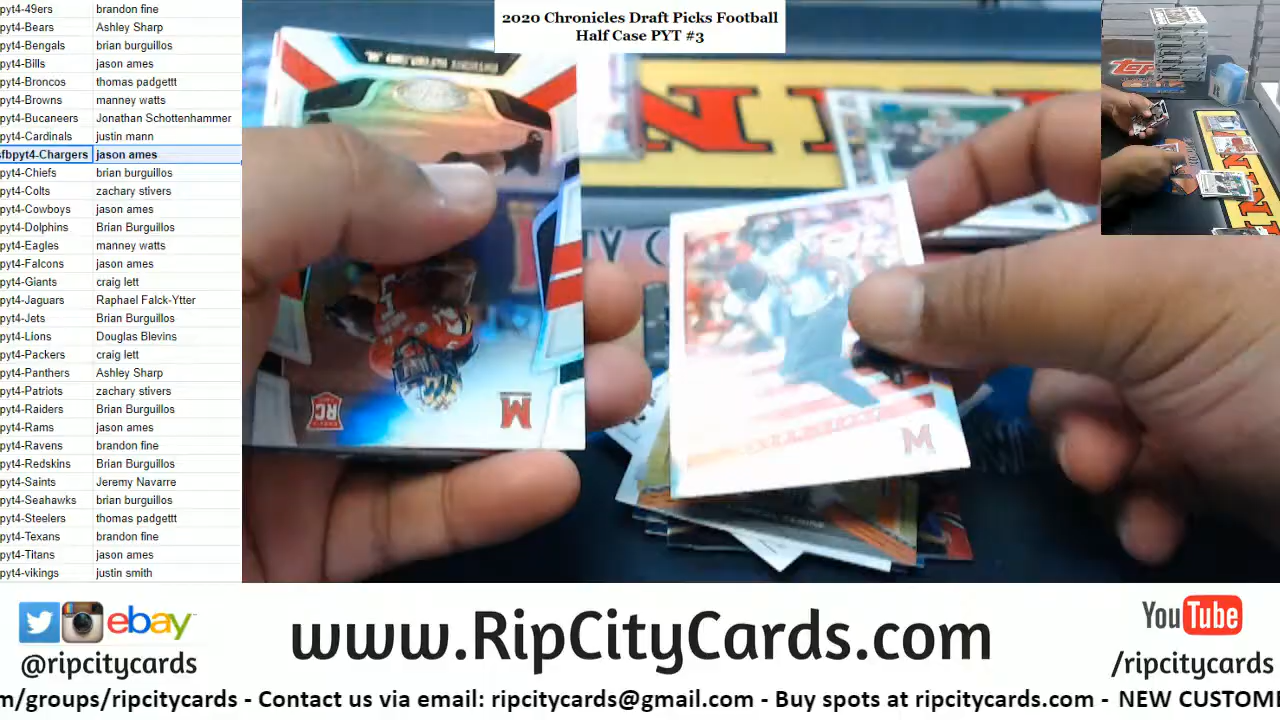 2020 Chronicles Draft Picks Football
Half Case PYT #3
pyt4-49ers brandon fine
pyt4-Bears Ashley Sharp
pyt4-Bengals brian burguillos
pyt4-Bills jason ames
pyt4-Broncos thomas padgettt
pyt4-Browns manney watts
pyt4-Bucaneers Jonathan Schottenhammer
pyt4-Cardinals justin mann
fbpyt4-Chargers jason ames
pyt4-Chiefs brian burguillos
pyt4-Colts zachary stivers
pyt4-Cowboys jason ames
pyt4-Dolphins Brian Burguillos
pyt4-Eagles manney watts
pyt4-Falcons jason ames
pyt4-Giants craig lett
pyt4-Jaguars Raphael Falck-Ytter
pyt4-Jets Brian Burguillos
pyt4-Lions Douglas Blevins
pyt4-Packers craig lett
pyt4-Panthers Ashley Sharp
pyt4-Patriots zachary stivers
pyt4-Raiders Brian Burguillos
pyt4-Rams jason ames
pyt4-Ravens brandon fine
pyt4-Redskins Brian Burguillos
pyt4-Saints Jeremy Navarre
pyt4-Seahawks brian burguillos
pyt4-Steelers thomas padgettt
pyt4-Texans brandon fine
pyt4-Titans jason ames
pyt4-vikings justin smith
RC
M
M
ebay
@ripcitycards
www.RipCityCards.com
YouTube
/ripcitycards
m/groups/ripcitycards - Contact us via email: ripcitycards@gmail.com - Buy spots at ripcitycards.com - NEW CUSTOMI